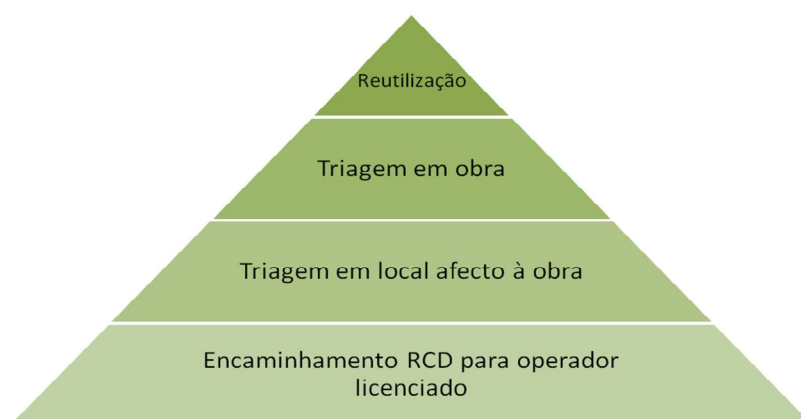 Reutilização
Triagem em obra
Triagem em local afecto à obra
Encaminhamento RCD para operador
licenciado